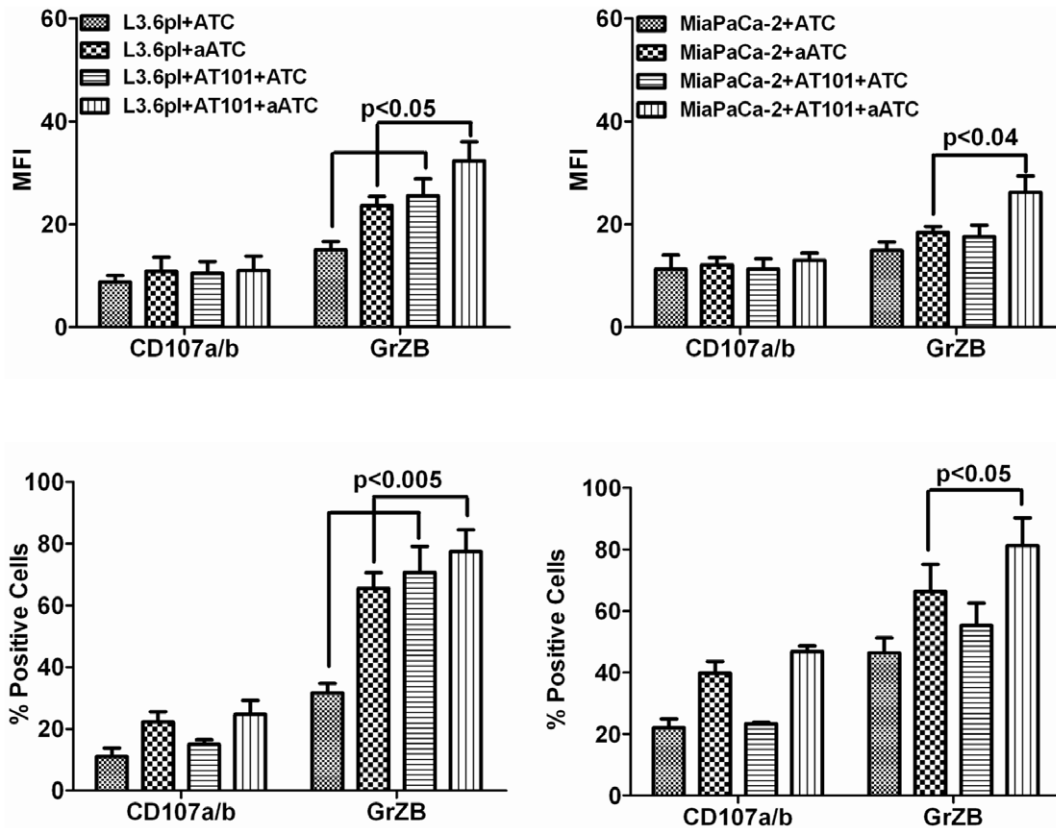 60
40
20
0
MFI
L3.6pl+ATC
L3.6pl+aATC
L3.6pl+AT101+ATC
L3.6pl+AT101+aATC
p<0.05
CD107a/b GrZB
60
40
20
0
MFI
MiaPaCa-2+ATC
MiaPaCa-2+aATC
MiaPaCa-2+AT101+ATC
MiaPaCa-2+AT101+aATC
p<0.04
CD107a/b GrZB
100
80
60
40
20
0
% Positive Cells
p<0.005
CD107a/b GrZB
100
80
60
40
20
0
% Positive Cells
p<0.05
CD107a/b GrZB